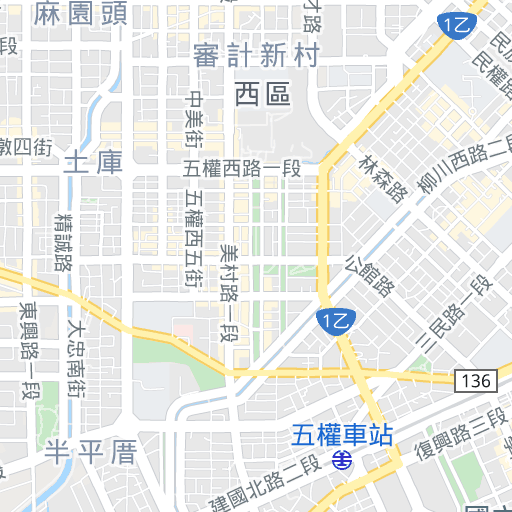 麻園頭
村路
1乙
民族
民權路
審計新村
西區
中美街
敦四街
土庫
五權西路一段
林森路
柳川西路二段
五權西五街
精誠路
美村路一段
公館路
三民路一段
東興路一段
大忠南街
1乙
136
五權車站
復興路三段
半平厝
建國北路二段